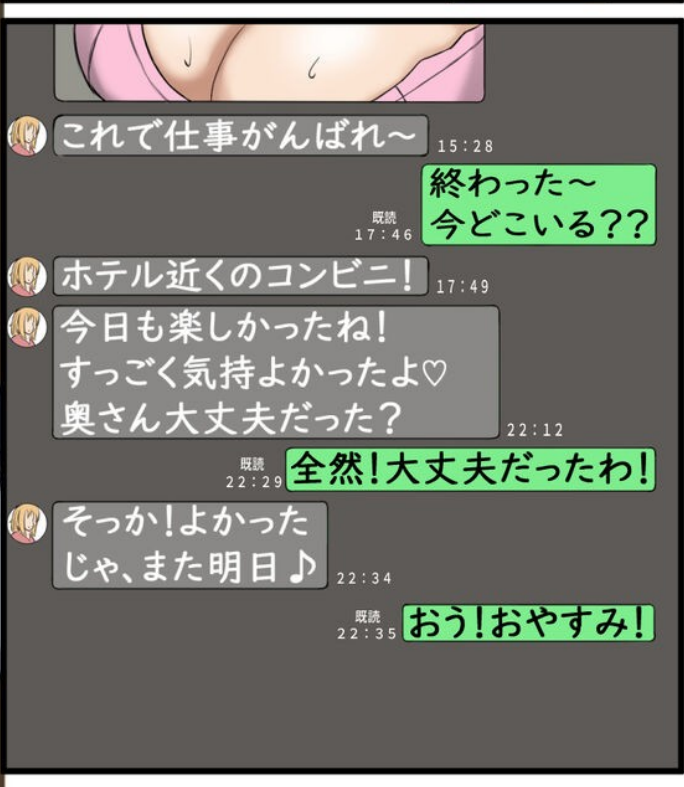 これで仕事がんばれ～
15:28
終わった～
今どこいる??
既読
17:46
ホテル近くのコンビニ!
17:49
今日も楽しかったね!
すっごく気持よかったよ♡
奥さん大丈夫だった?
22:12
既読
22:29
全然!大丈夫だったわ!
そっか!よかった
じゃ、また明日♪
22:34
既読
22:35
おう!おやすみ!